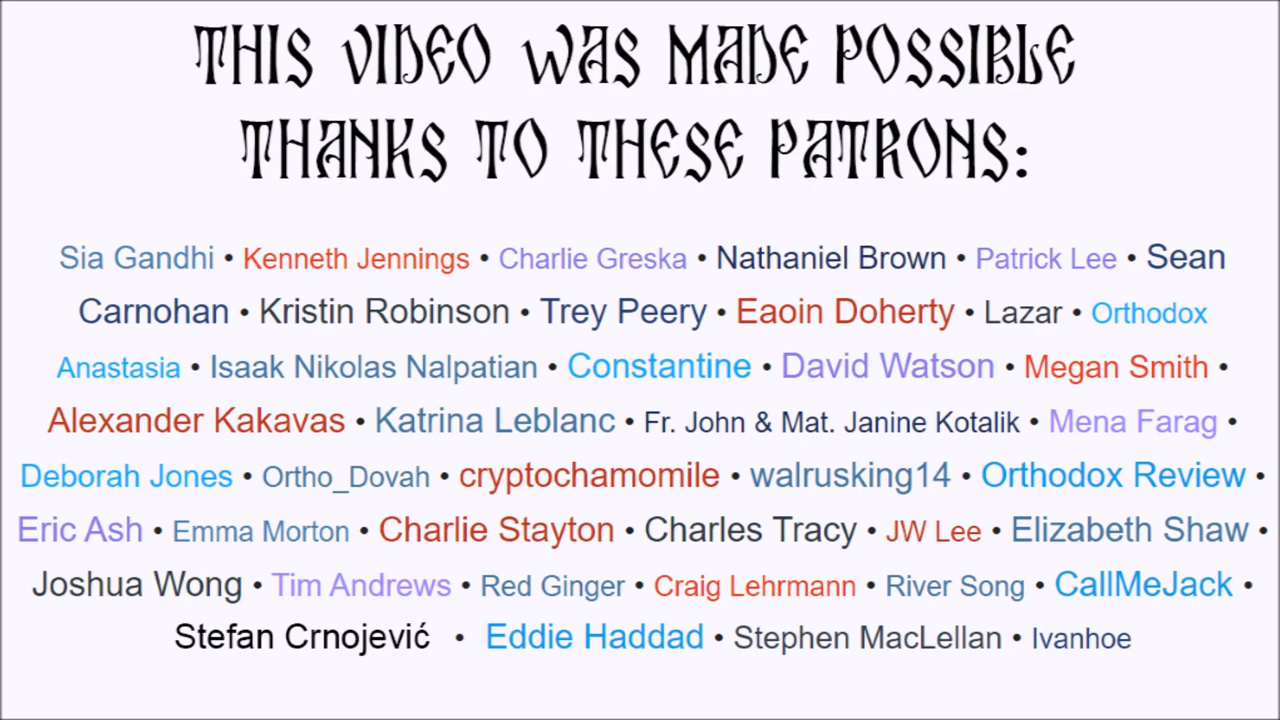 THIS VIDEO WAS MADE POSSIBLE
THANKS TO THESE PATRONS:
Sia Gandhi • Kenneth Jennings • Charlie Greska • Nathaniel Brown • Patrick Lee • Sean
Carnohan • Kristin Robinson • Trey Peery • Eaoin Doherty • Lazar • Orthodox
Anastasia • Isaak Nikolas Nalpatian • Constantine • David Watson • Megan Smith •
Alexander Kakavas • Katrina Leblanc • Fr. John & Mat. Janine Kotalik • Mena Farag •
Deborah Jones • Ortho_Dovah • cryptochamomile • walrusking14 • Orthodox Review •
Eric Ash • Emma Morton • Charlie Stayton • Charles Tracy • JW Lee • Elizabeth Shaw •
Joshua Wong • Tim Andrews • Red Ginger • Craig Lehrmann • River Song • CallMeJack •
Stefan Crnojević • Eddie Haddad • Stephen MacLellan • Ivanhoe